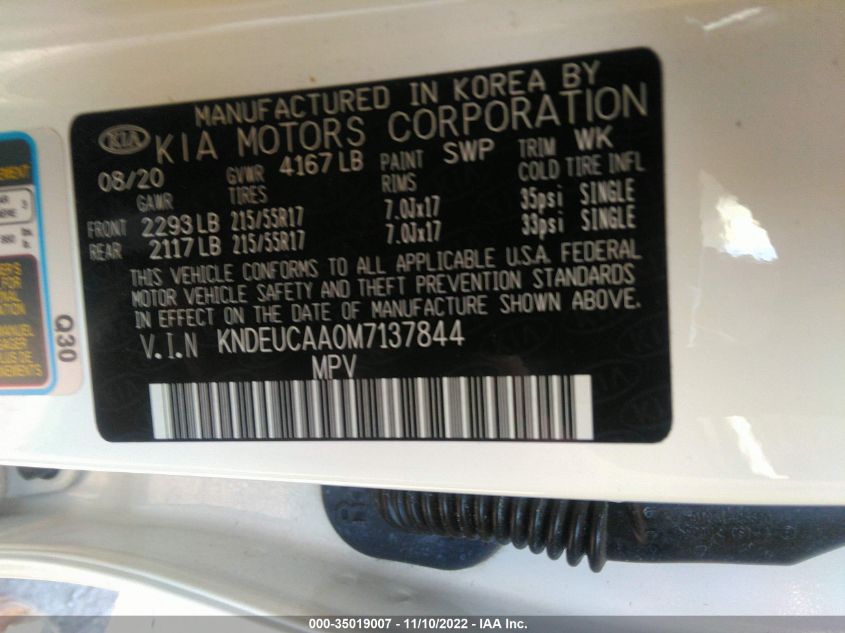 MANUFACTURED IN KOREA BY
KIA KIA MOTORS CORPORATION
08/20 GVWR 4167 LB PAINT SWP TRIM WK
GAWR TIRES RIMS COLD TIRE INFL
FRONT 2293 LB 215/55R17 7.0Jx17 35psi SINGLE
REAR 2117 LB 215/55R17 7.0Jx17 33psi SINGLE
THIS VEHICLE CONFORMS TO ALL APPLICABLE U.S.A. FEDERAL
MOTOR VEHICLE SAFETY AND THEFT PREVENTION STANDARDS
IN EFFECT ON THE DATE OF MANUFACTURE SHOWN ABOVE.
V.I.N KNDEUCAA0M7137844
MPV
Q30
000-35019007 - 11/10/2022 - IAA Inc.